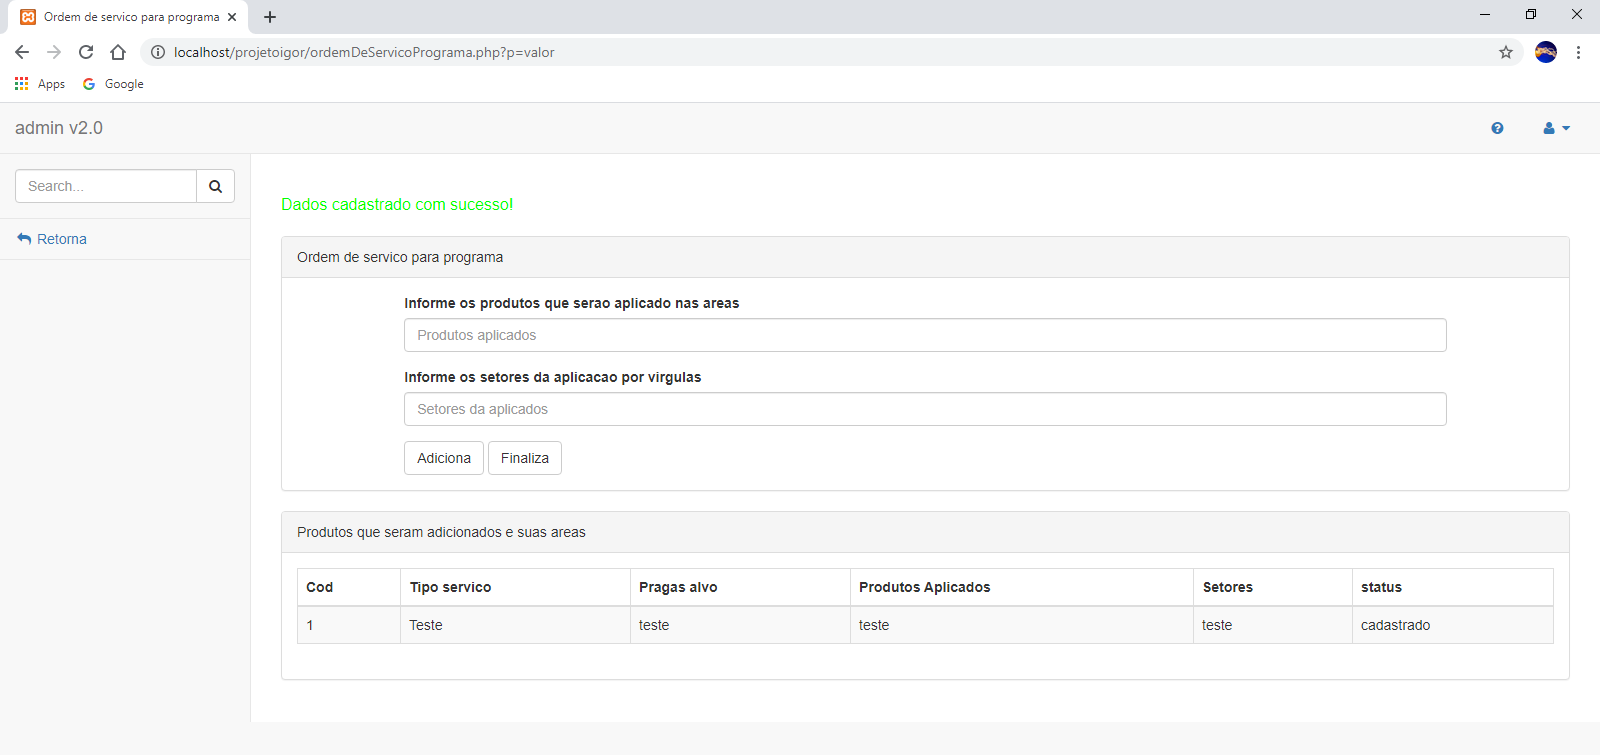 Ordem de servico para programa
localhost/projetoigor/ordemDeServicoPrograma.php?p=valor
Apps Google
admin v2.0
Search...
Retorna
Dados cadastrado com sucesso!
Ordem de servico para programa
Informe os produtos que serao aplicado nas areas
Produtos aplicados
Informe os setores da aplicacao por virgulas
Setores da aplicados
Adiciona Finaliza
Produtos que seram adicionados e suas areas
Cod Tipo servico Pragas alvo Produtos Aplicados Setores status
1 Teste teste teste teste cadastrado